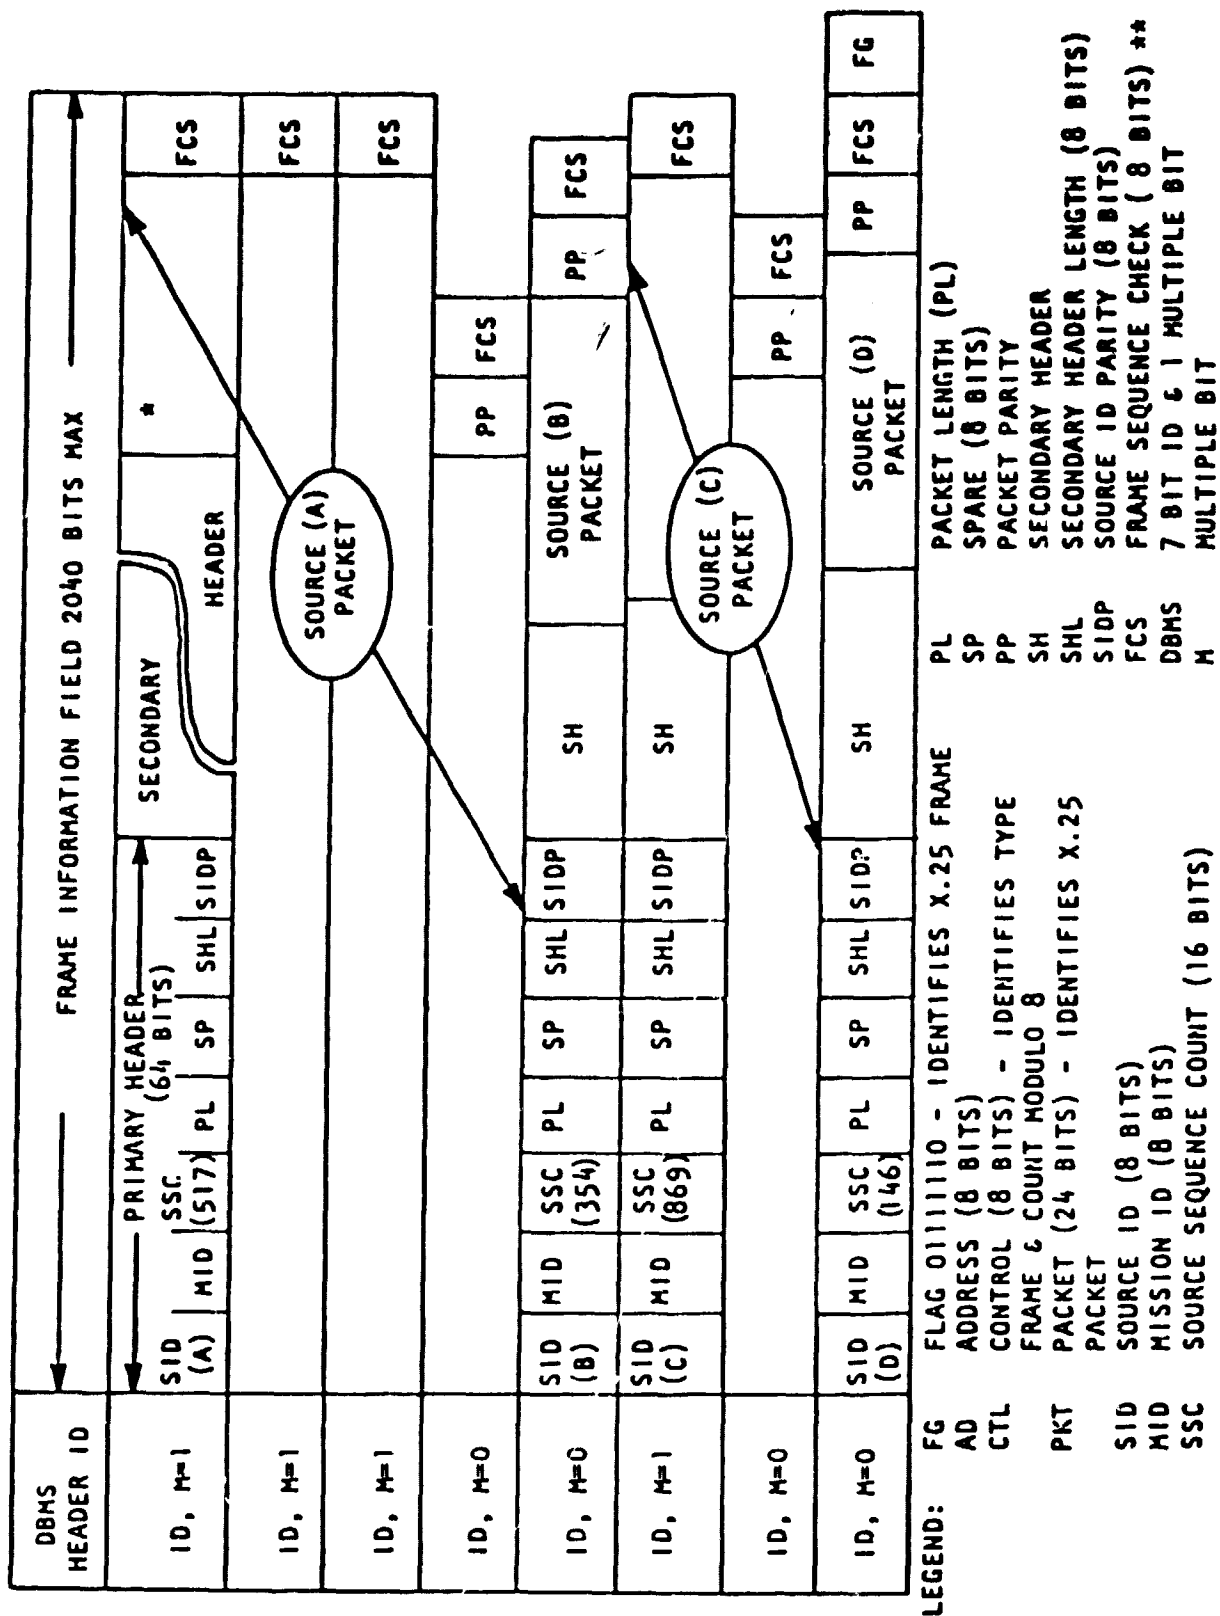 DBMS
HEADER ID
FRAME INFORMATION FIELD 2040 BITS MAX
ID, M=1
PRIMARY HEADER
(64 BITS)
SID
(A)
MID
SSC
(517)
PL
SP
SHL
SIDP
SECONDARY
HEADER
*
FCS
ID, M=1
FCS
ID, M=1
FCS
SOURCE (A)
PACKET
ID, M=0
PP
FCS
ID, M=0
SID
(B)
MID
SSC
(354)
PL
SP
SHL
SIDP
SH
SOURCE (B)
PACKET
PP
FCS
ID, M=1
SID
(C)
MID
SSC
(869)
PL
SP
SHL
SIDP
SH
FCS
SOURCE (C)
PACKET
ID, M=0
PP
FCS
ID, M=0
SID
(D)
MID
SSC
(146)
PL
SP
SHL
SIDP
SH
SOURCE (D)
PACKET
PP
FCS
FG
LEGEND:
FG FLAG 01111110 - IDENTIFIES X.25 FRAME
AD ADDRESS (8 BITS)
CTL CONTROL (8 BITS) - IDENTIFIES TYPE
FRAME & COUNT MODULO 8
PKT PACKET (24 BITS) - IDENTIFIES X.25
PACKET
SID SOURCE ID (8 BITS)
MID MISSION ID (8 BITS)
SSC SOURCE SEQUENCE COUNT (16 BITS)
PL PACKET LENGTH (PL)
SP SPARE (8 BITS)
PP PACKET PARITY
SH SECONDARY HEADER
SHL SECONDARY HEADER LENGTH (8 BITS)
SIDP SOURCE ID PARITY (8 BITS)
FCS FRAME SEQUENCE CHECK ( 8 BITS) **
DBMS 7 BIT ID & 1 MULTIPLE BIT
M MULTIPLE BIT